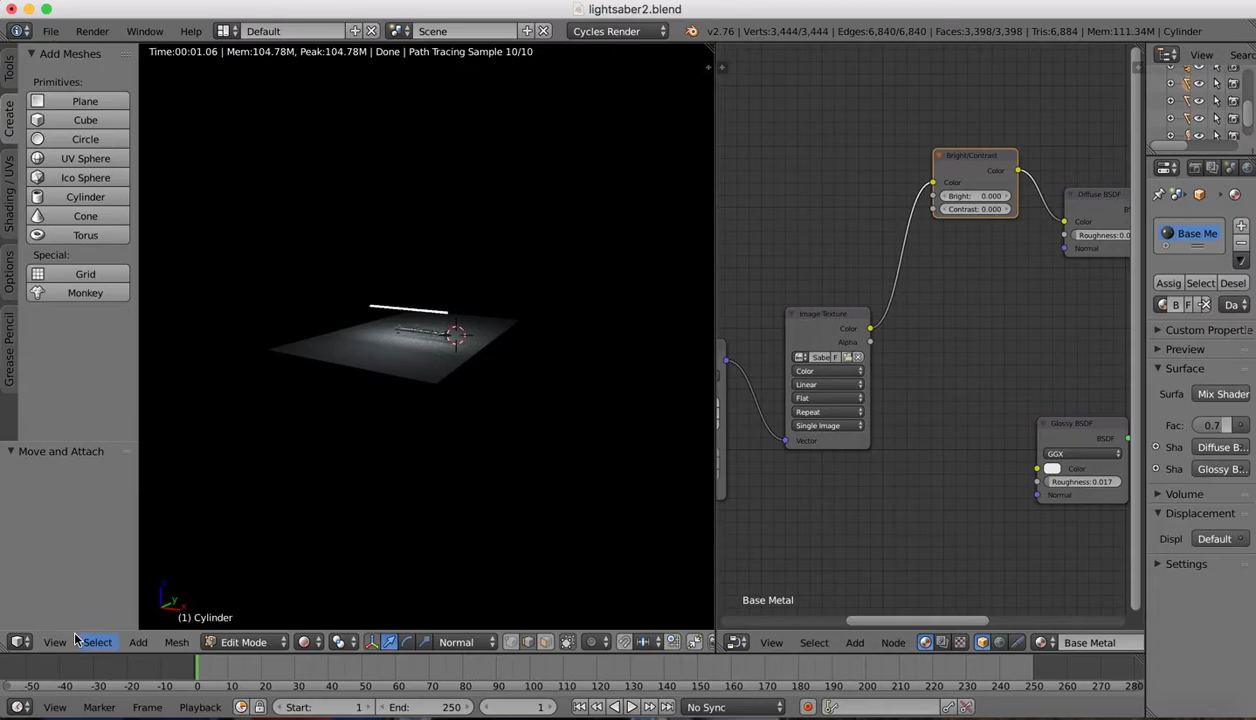 lightsaber2.blend
File Render Window Help Default Scene Cycles Render v2.76 | Verts:3,444/3,444 | Edges:6,840/6,840 | Faces:3,398/3,398 | Tris:6,884 | Mem:111.34M | Cylinder
Time:00:01.06 | Mem:104.78M, Peak:104.78M | Done | Path Tracing Sample 10/10
View Searc
Tools
Create
Shading / UVs
Options
Grease Pencil
Add Meshes
Primitives:
Plane
Cube
Circle
UV Sphere
Ico Sphere
Cylinder
Cone
Torus
Special:
Grid
Monkey
Move and Attach
(1) Cylinder
Bright/Contrast
Color
Color
Bright: 0.000
Contrast: 0.000
Diffuse BSDF
Color
Roughness:0.0
Normal
Image Texture
Color
Alpha
Sabe F
Color
Linear
Flat
Repeat
Single Image
Vector
Glossy BSDF
BSDF
GGX
Color
Roughness:0.017
Normal
Base Metal
Base Me
Assig Select Desel
B F Da
Custom Propertie
Preview
Surface
Surfa Mix Shader
Fac: 0.7
Sha Diffuse B...
Sha Glossy B...
Volume
Displacement
Displ Default
Settings
View Select Add Mesh Edit Mode Normal
View Select Add Node Base Metal
-50 -40 -30 -20 -10 0 10 20 30 40 50 60 70 80 90 100 110 120 130 140 150 160 170 180 190 200 210 220 230 240 250 260 270 280
View Marker Frame Playback Start: 1 End: 250 1 No Sync